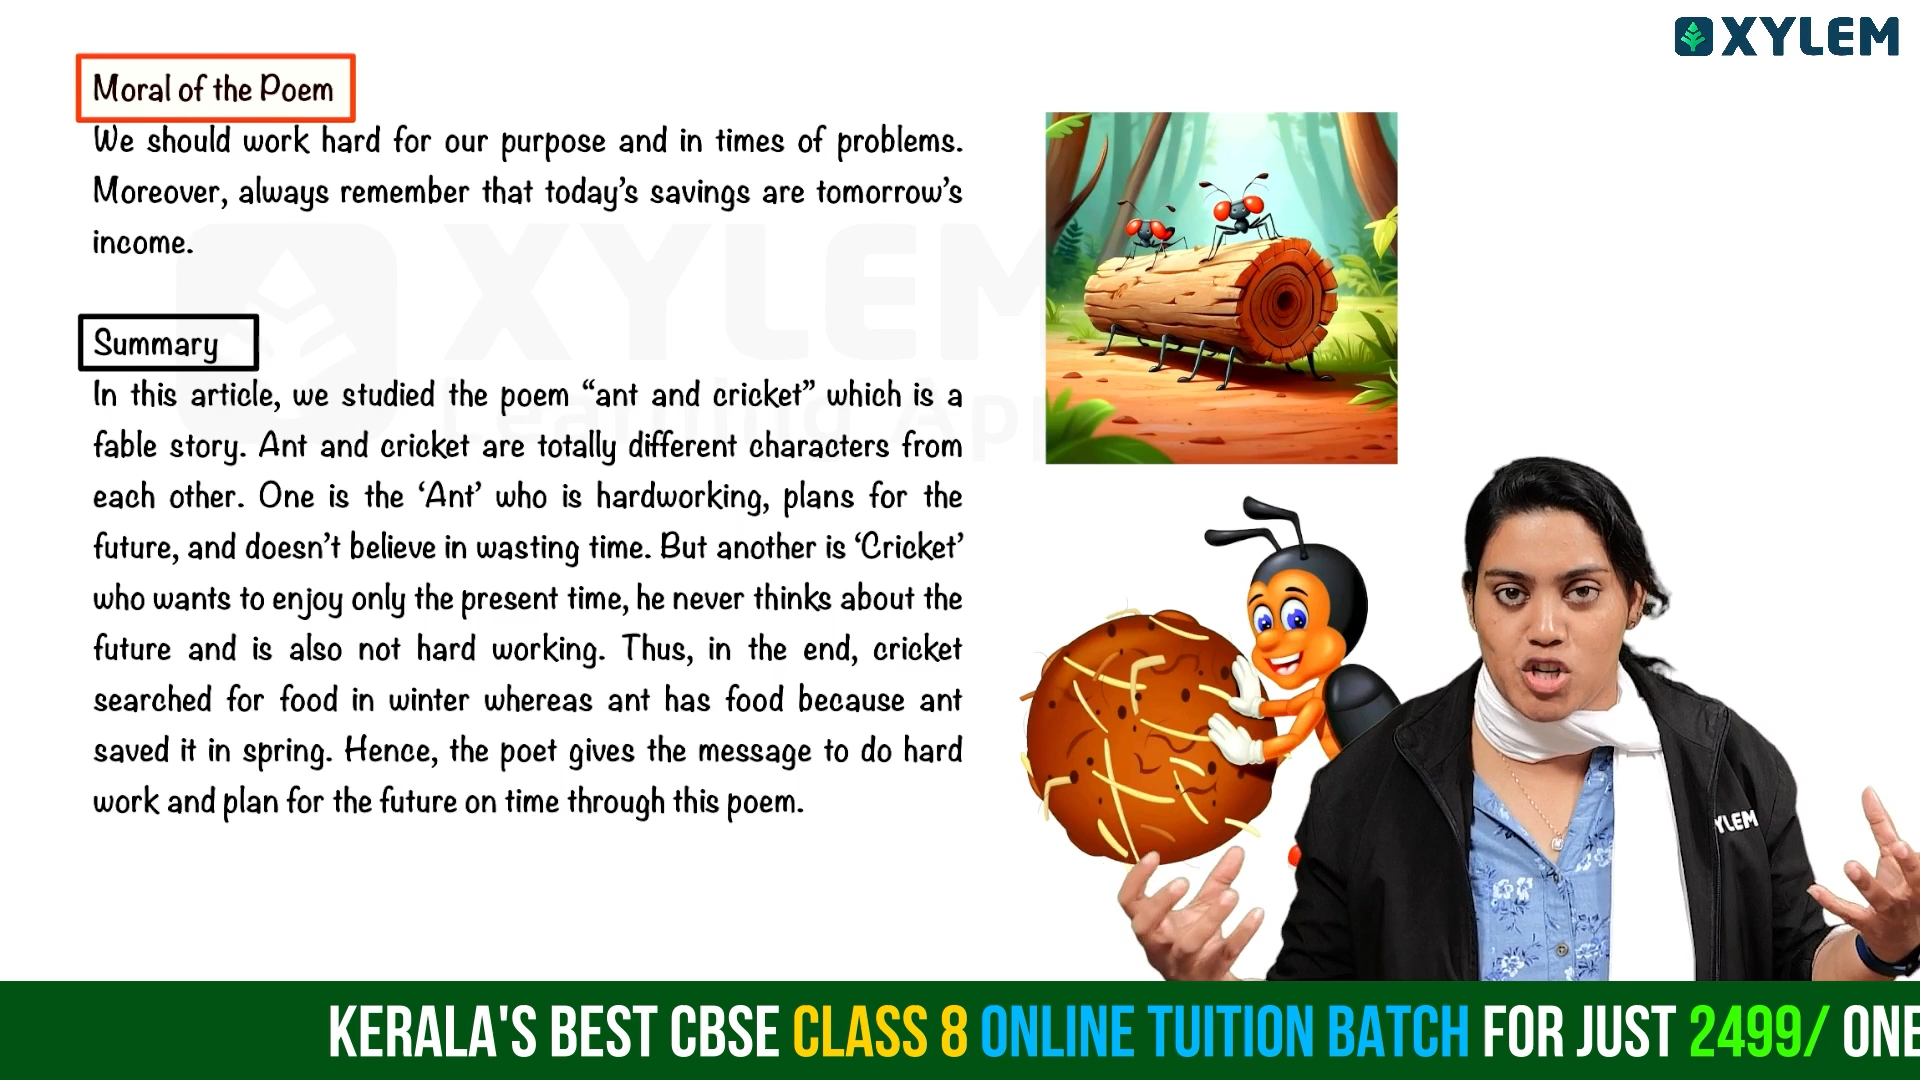 XYLEM
Moral of the Poem
We should work hard for our purpose and in times of problems.
Moreover, always remember that today’s savings are tomorrow’s
income.
XYLEM
Learning App
Summary
In this article, we studied the poem “ant and cricket” which is a
fable story. Ant and cricket are totally different characters from
each other. One is the ‘Ant’ who is hardworking, plans for the
future, and doesn’t believe in wasting time. But another is ‘Cricket’
who wants to enjoy only the present time, he never thinks about the
future and is also not hard working. Thus, in the end, cricket
searched for food in winter whereas ant has food because ant
saved it in spring. Hence, the poet gives the message to do hard
work and plan for the future on time through this poem.
YLEM
KERALA'S BEST CBSE CLASS 8 ONLINE TUITION BATCH FOR JUST 2499/ ONE